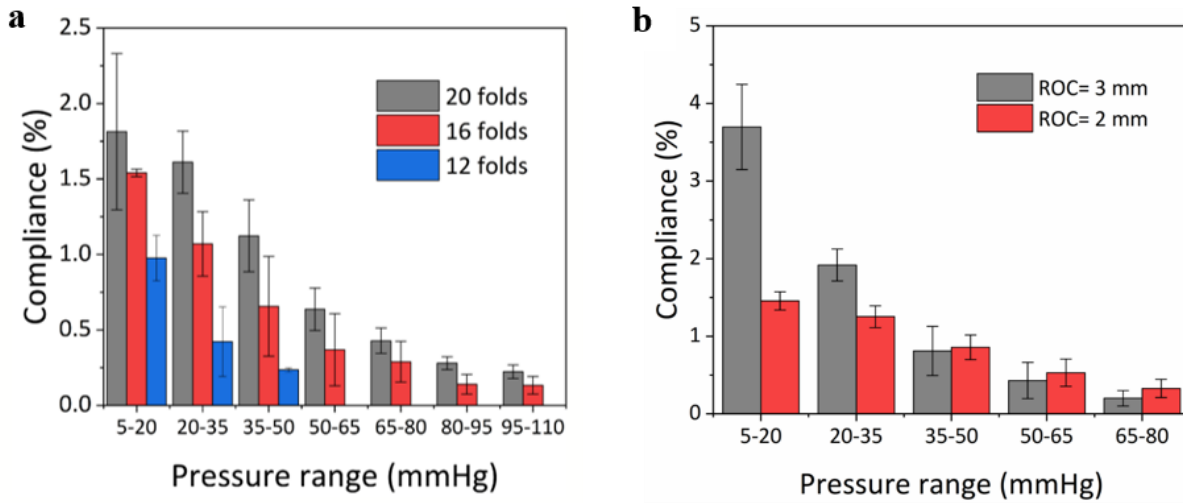 a
2.5
2.0
1.5
1.0
0.5
0.0
Compliance (%)
20 folds
16 folds
12 folds
5-20 20-35 35-50 50-65 65-80 80-95 95-110
Pressure range (mmHg)
b
5
4
3
2
1
0
Compliance (%)
ROC= 3 mm
ROC= 2 mm
5-20 20-35 35-50 50-65 65-80
Pressure range (mmHg)